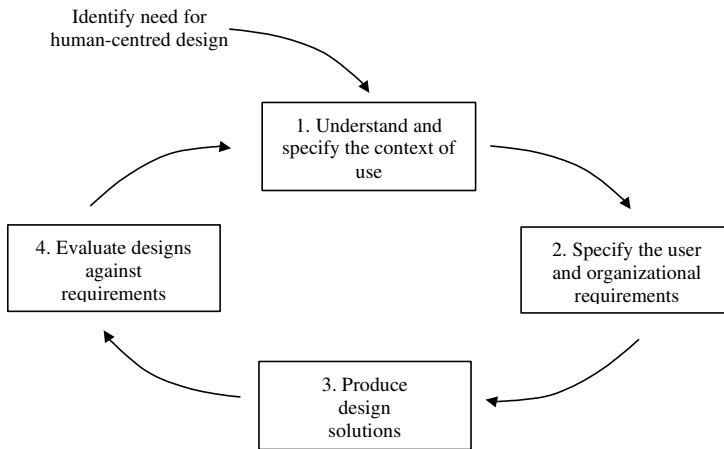 Identify need for
human-centred design
1. Understand and
specify the context of
use
2. Specify the user
and organizational
requirements
3. Produce
design
solutions
4. Evaluate designs
against
requirements